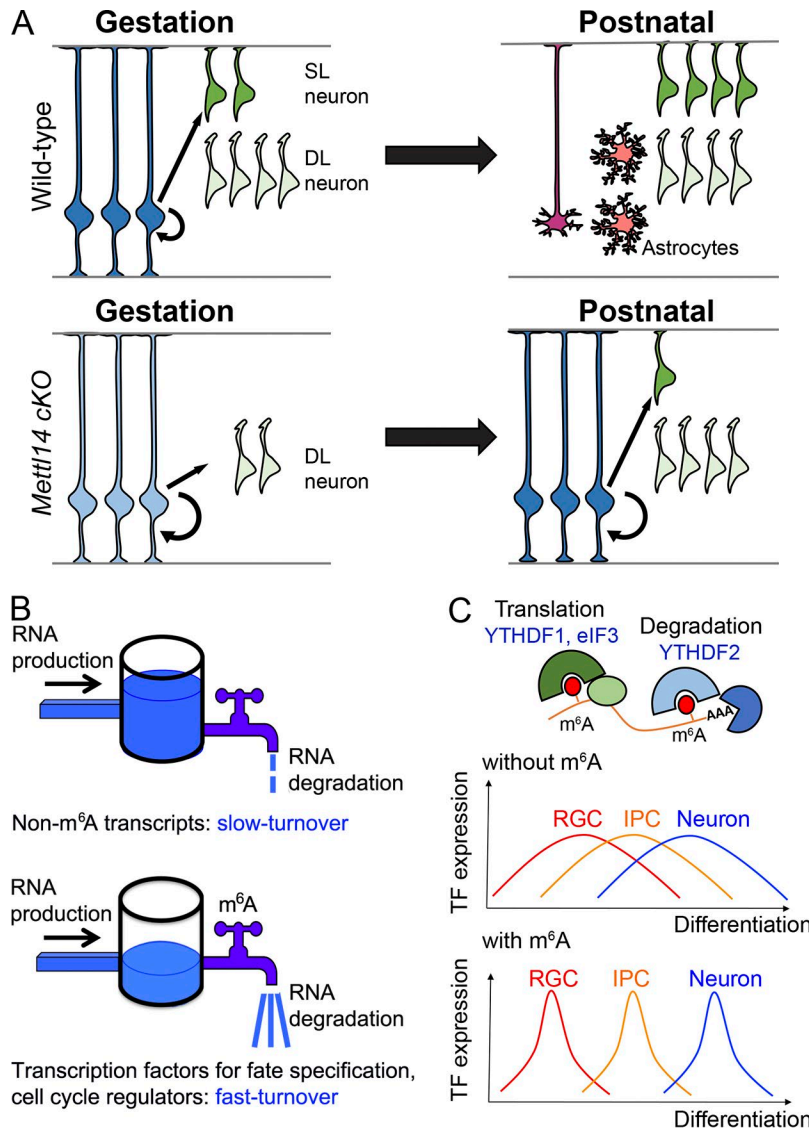 A
Gestation
Postnatal
Wild-type
SL
neuron
DL
neuron
Astrocytes
Gestation
Postnatal
Mettl14 cKO
DL
neuron
B
RNA
production
RNA
degradation
Non-m⁶A transcripts: slow-turnover
RNA
production
m⁶A
RNA
degradation
Transcription factors for fate specification,
cell cycle regulators: fast-turnover
C
Translation
YTHDF1, eIF3
Degradation
YTHDF2
m⁶A
m⁶A
AAA
without m⁶A
TF expression
RGC
IPC
Neuron
Differentiation
with m⁶A
TF expression
RGC
IPC
Neuron
Differentiation